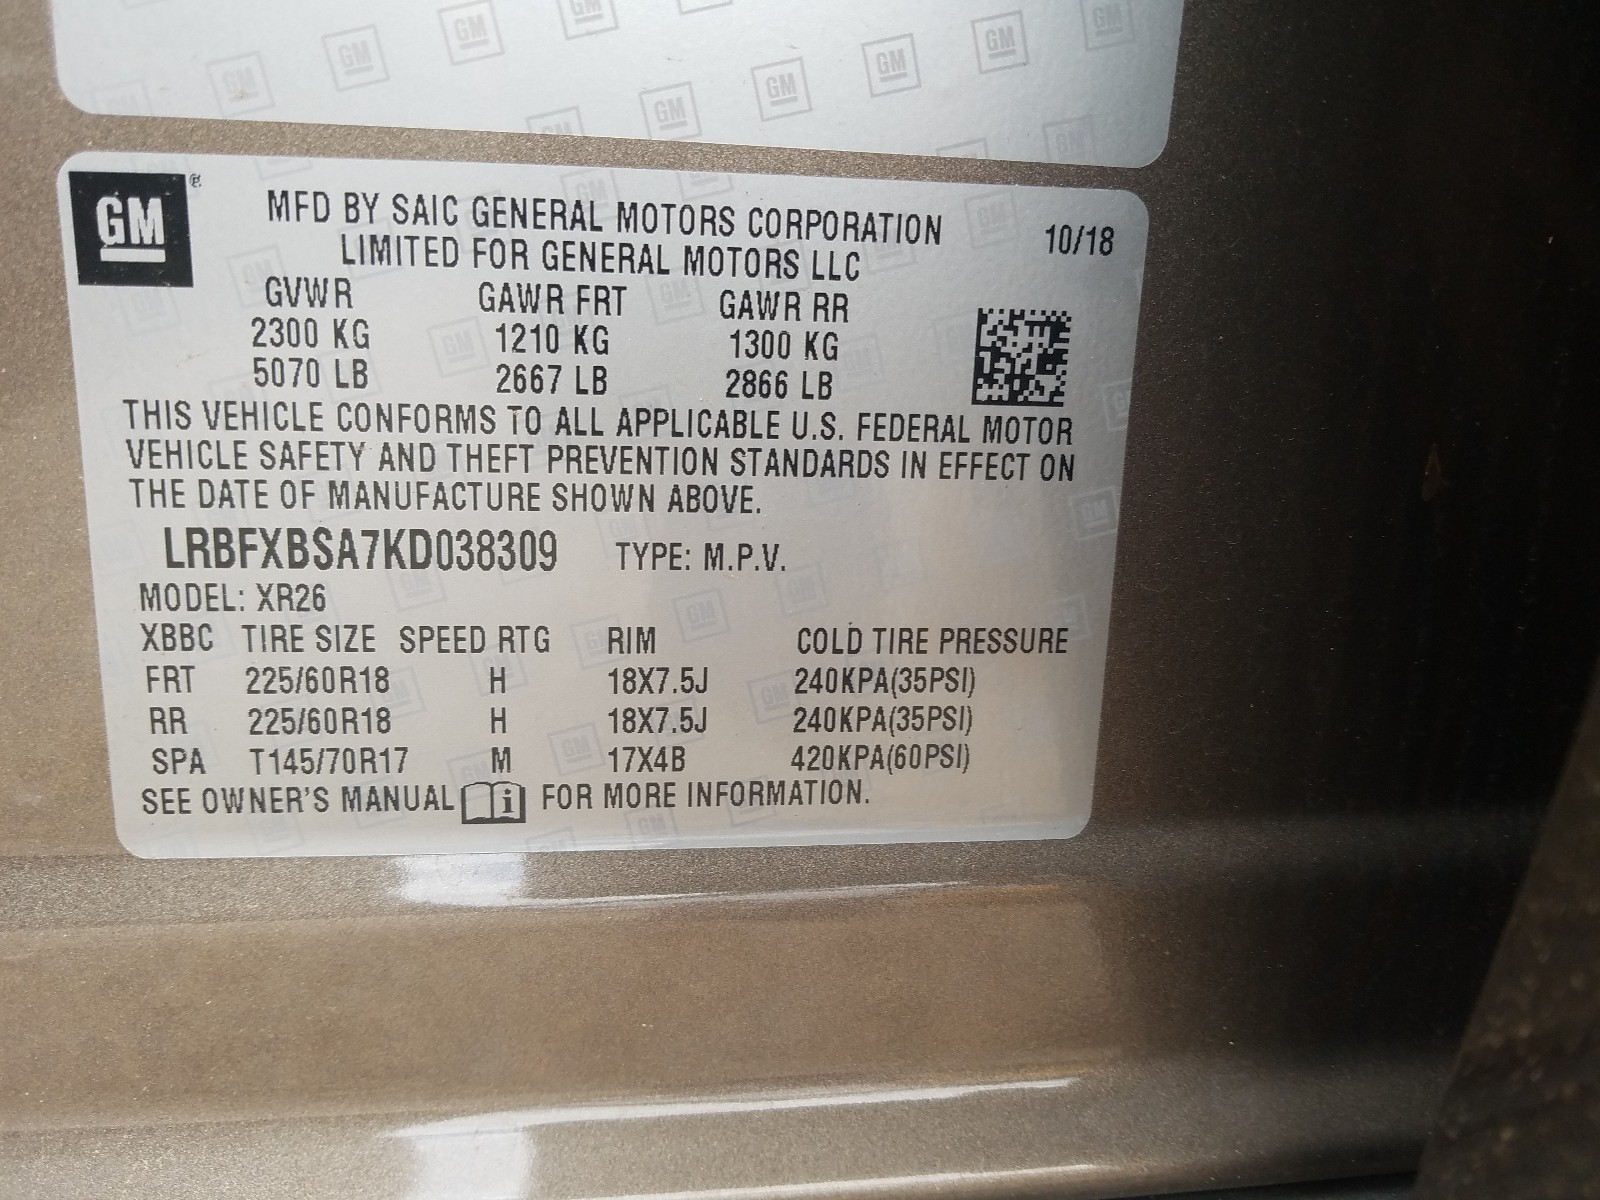 GM
MFD BY SAIC GENERAL MOTORS CORPORATION
LIMITED FOR GENERAL MOTORS LLC
10/18
GVWR GAWR FRT GAWR RR
2300 KG 1210 KG 1300 KG
5070 LB 2667 LB 2866 LB
THIS VEHICLE CONFORMS TO ALL APPLICABLE U.S. FEDERAL MOTOR
VEHICLE SAFETY AND THEFT PREVENTION STANDARDS IN EFFECT ON
THE DATE OF MANUFACTURE SHOWN ABOVE.
LRBFXBSA7KD038309 TYPE: M.P.V.
MODEL: XR26
XBBC TIRE SIZE SPEED RTG RIM COLD TIRE PRESSURE
FRT 225/60R18 H 18X7.5J 240KPA(35PSI)
RR 225/60R18 H 18X7.5J 240KPA(35PSI)
SPA T145/70R17 M 17X4B 420KPA(60PSI)
SEE OWNER'S MANUAL i FOR MORE INFORMATION.